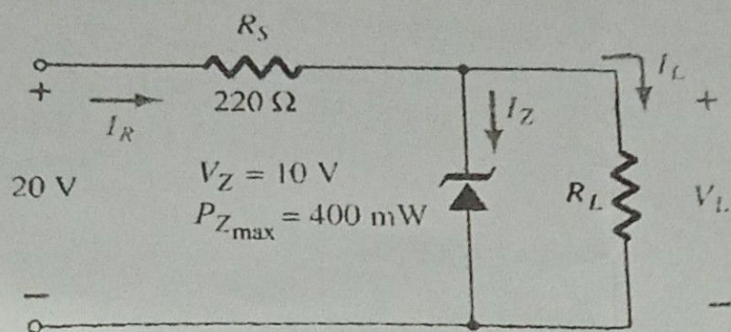 R_S
I_L
+ 220 Ω I_Z +
I_R
V_Z = 10 V
20 V R_L V_L
P_Zmax = 400 mW
− −